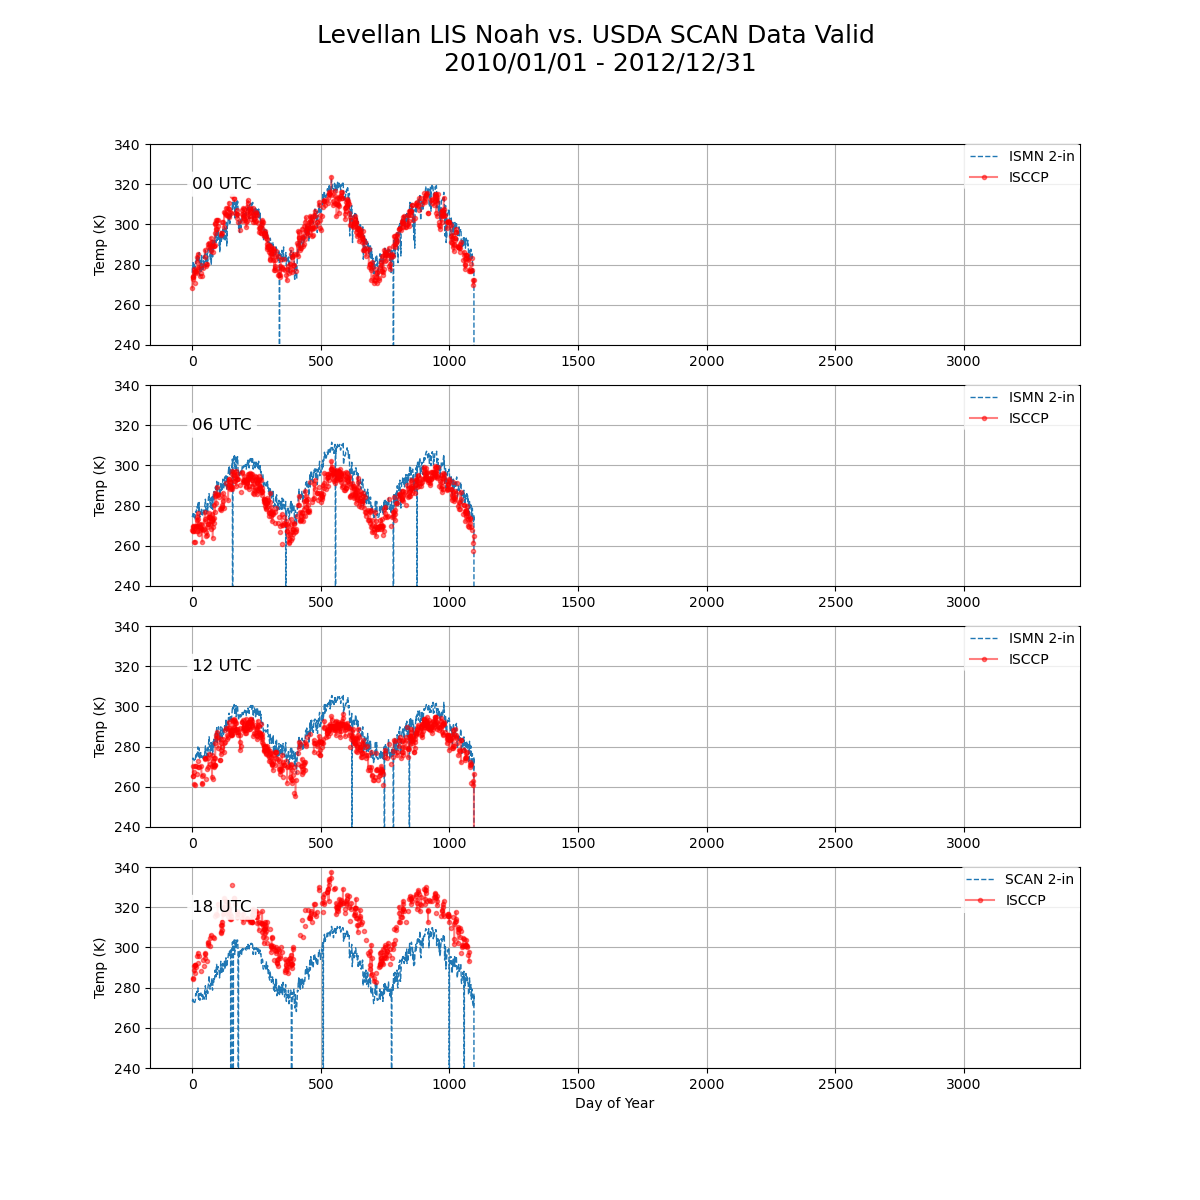 Levellan LIS Noah vs. USDA SCAN Data Valid
2010/01/01 - 2012/12/31
340
320
300
280
260
240
Temp (K)
00 UTC
ISMN 2-in
ISCCP
0 500 1000 1500 2000 2500 3000
340
320
300
280
260
240
Temp (K)
06 UTC
ISMN 2-in
ISCCP
0 500 1000 1500 2000 2500 3000
340
320
300
280
260
240
Temp (K)
12 UTC
ISMN 2-in
ISCCP
0 500 1000 1500 2000 2500 3000
340
320
300
280
260
240
Temp (K)
18 UTC
SCAN 2-in
ISCCP
0 500 1000 1500 2000 2500 3000
Day of Year